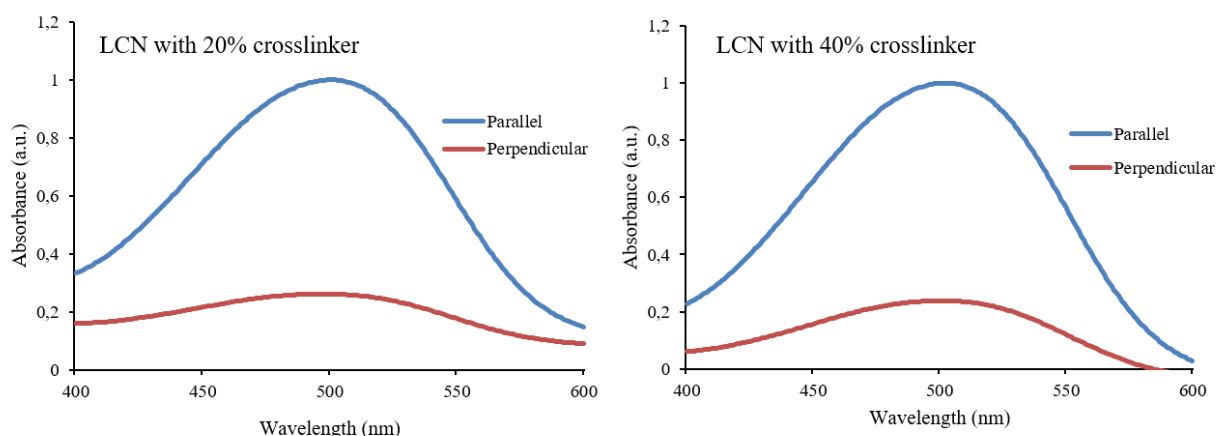 1,2
LCN with 20% crosslinker
1
0,8
0,6
0,4
0,2
0
Absorbance (a.u.)
Parallel
Perpendicular
400
450
500
550
600
Wavelength (nm)
1,2
LCN with 40% crosslinker
1
0,8
0,6
0,4
0,2
0
Absorbance (a.u.)
Parallel
Perpendicular
400
450
500
550
600
Wavelength (nm)